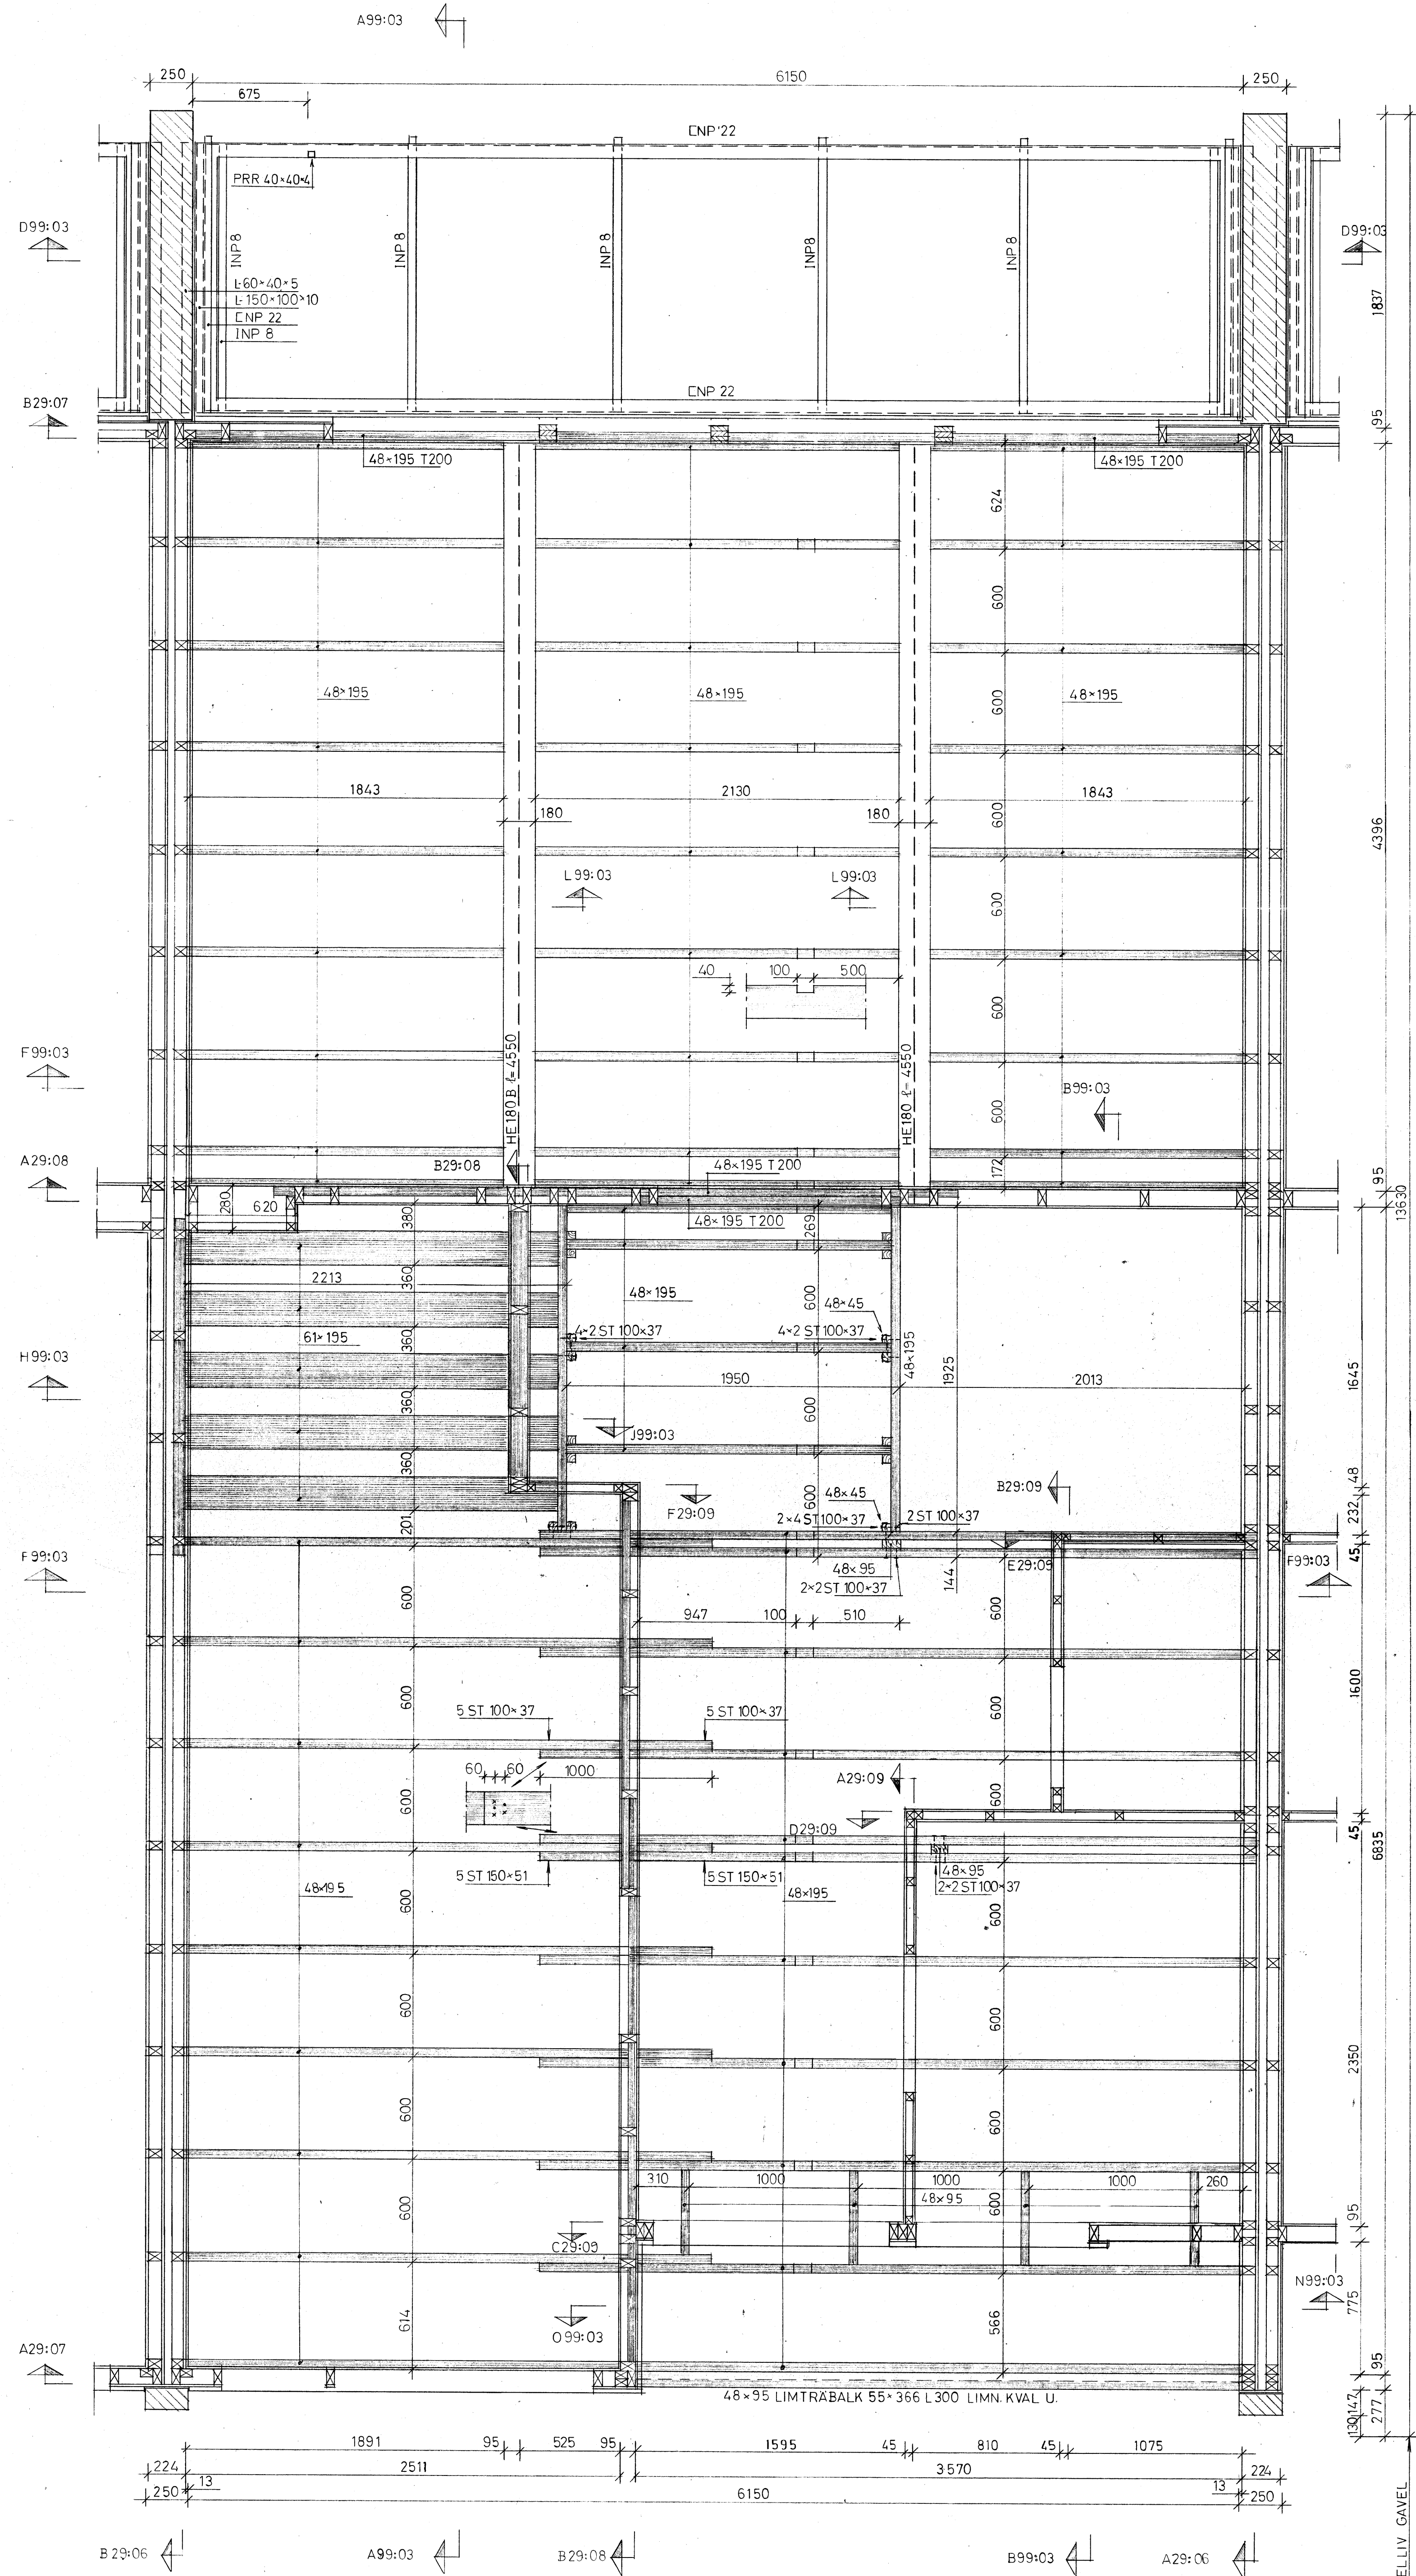 A99:03
250
6150
250
675
[NP 22
PRR 40×40×4
D99:03
D99:03
INP 8
INP 8
INP 8
INP 8
INP 8
L-60×40×5
L-150×100×10
[NP 22
INP 8
1837
[NP 22
B29:07
95
48×195 T200
48×195 T200
624
600
48×195
48×195
48×195
600
1843
2130
1843
180
180
600
4396
L99:03
L99:03
600
40
100
500
600
F99:03
HE180B ℓ=4550
HE180 ℓ=4550
B99:03
600
A29:08
B29:08
48×195 T200
172
95
13630
280
620
380
48×195 T200
269
2213
360
48×195
600
48×45
61×195
4×2 ST 100×37
4×2 ST 100×37
360
48×195
1925
H99:03
1950
2013
1645
360
600
J99:03
360
F29:09
48×45
B29:09
48
2×4 ST 100×37
2 ST 100×37
600
232
201
48×95
E29:09
45
F99:03
F99:03
2×2 ST 100×37
144
600
947
100
510
600
600
600
1600
5 ST 100×37
5 ST 100×37
60
60
1000
A29:09
600
600
D29:09
45
6835
5 ST 150×51
5 ST 150×51
48×95
2×2 ST 100×37
48×195
48×195
600
600
600
600
2350
600
600
310
1000
1000
1000
260
48×95
600
600
95
C29:09
N99:03
775
614
O99:03
566
A29:07
95
48×95 LIMTRÄBALK 55×366 L300 LIMN. KVAL U.
147
130
277
1891
95
525
95
1595
45
810
45
1075
224
2511
3570
224
13
13
250
6150
250
B29:06
A99:03
B29:08
B99:03
A29:06
ELLIV GAVEL